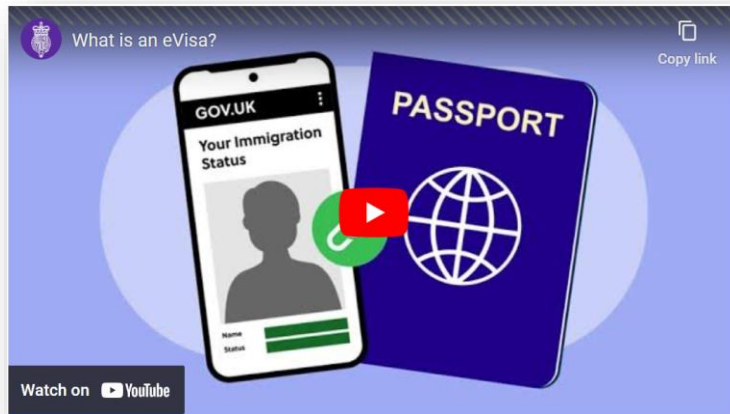 What is an eVisa?
Copy link
GOV.UK
Your Immigration
Status
Name
Status
PASSPORT
Watch on YouTube